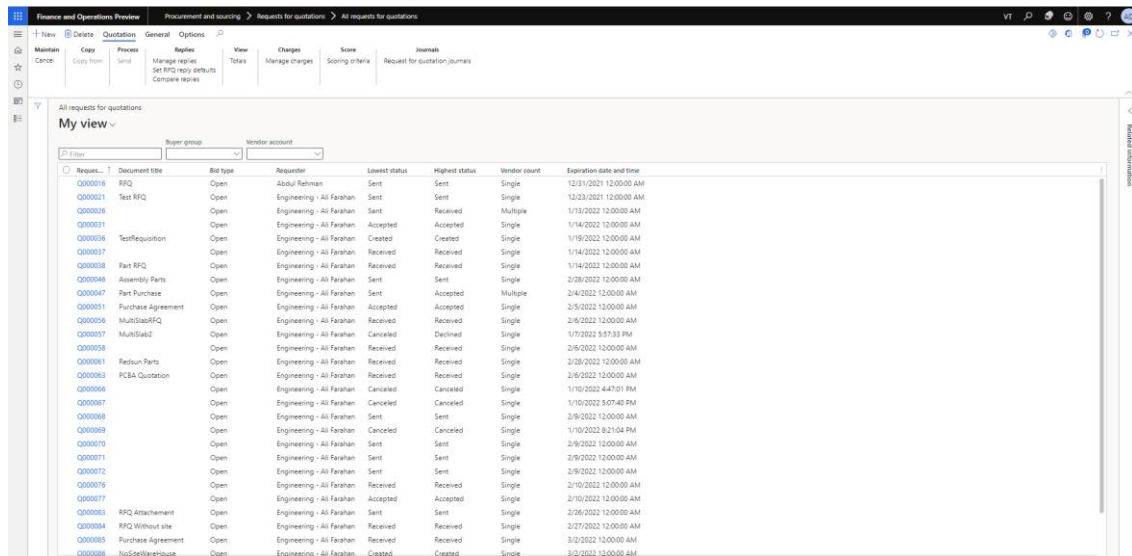 Finance and Operations Preview Procurement and sourcing > Requests for quotations > All requests for quotations VT ?
+ New Delete Quotation General Options
Maintain Copy Process Replies View Charges Score Journals
Cancel Copy from Send Manage replies Totals Manage charges Scoring criteria Request for quotation journals
Set RFQ reply defaults
Compare replies
All requests for quotations
My view
Related information
Buyer group Vendor account
Filter
Reques... ↑ Document title Bid type Requester Lowest status Highest status Vendor count Expiration date and time
Q000016 RFQ Open Abdul Rehman Sent Sent Single 12/31/2021 12:00:00 AM
Q000021 Test RFQ Open Engineering - Ali Farahan Sent Sent Single 12/23/2021 12:00:00 AM
Q000026 Open Engineering - Ali Farahan Sent Received Multiple 1/13/2022 12:00:00 AM
Q000031 Open Engineering - Ali Farahan Accepted Accepted Single 1/14/2022 12:00:00 AM
Q000036 TestRequisition Open Engineering - Ali Farahan Created Created Single 1/19/2022 12:00:00 AM
Q000037 Open Engineering - Ali Farahan Received Received Single 1/14/2022 12:00:00 AM
Q000038 Part RFQ Open Engineering - Ali Farahan Received Received Single 1/14/2022 12:00:00 AM
Q000046 Assembly Parts Open Engineering - Ali Farahan Sent Sent Single 2/28/2022 12:00:00 AM
Q000047 Part Purchase Open Engineering - Ali Farahan Sent Accepted Multiple 2/4/2022 12:00:00 AM
Q000051 Purchase Agreement Open Engineering - Ali Farahan Accepted Accepted Single 2/5/2022 12:00:00 AM
Q000056 MultiSlabRFQ Open Engineering - Ali Farahan Received Received Single 2/6/2022 12:00:00 AM
Q000057 MultiSlab2 Open Engineering - Ali Farahan Canceled Declined Single 1/7/2022 5:57:33 PM
Q000058 Open Engineering - Ali Farahan Received Received Single 2/6/2022 12:00:00 AM
Q000061 Redsun Parts Open Engineering - Ali Farahan Received Received Single 2/28/2022 12:00:00 AM
Q000063 PCBA Quotation Open Engineering - Ali Farahan Received Received Single 2/6/2022 12:00:00 AM
Q000066 Open Engineering - Ali Farahan Canceled Canceled Single 1/10/2022 4:47:01 PM
Q000067 Open Engineering - Ali Farahan Canceled Canceled Single 1/10/2022 5:07:40 PM
Q000068 Open Engineering - Ali Farahan Sent Sent Single 2/9/2022 12:00:00 AM
Q000069 Open Engineering - Ali Farahan Canceled Canceled Single 1/10/2022 8:21:04 PM
Q000070 Open Engineering - Ali Farahan Sent Sent Single 2/9/2022 12:00:00 AM
Q000071 Open Engineering - Ali Farahan Sent Sent Single 2/9/2022 12:00:00 AM
Q000072 Open Engineering - Ali Farahan Sent Sent Single 2/9/2022 12:00:00 AM
Q000076 Open Engineering - Ali Farahan Received Received Single 2/10/2022 12:00:00 AM
Q000077 Open Engineering - Ali Farahan Accepted Accepted Single 2/10/2022 12:00:00 AM
Q000083 RFQ Attachement Open Engineering - Ali Farahan Sent Sent Single 2/26/2022 12:00:00 AM
Q000084 RFQ Without site Open Engineering - Ali Farahan Received Received Single 2/27/2022 12:00:00 AM
Q000085 Purchase Agreement Open Engineering - Ali Farahan Received Received Single 3/2/2022 12:00:00 AM
Q000086 NoSiteWareHouse Open Engineering - Ali Farahan Created Created Single 3/2/2022 12:00:00 AM